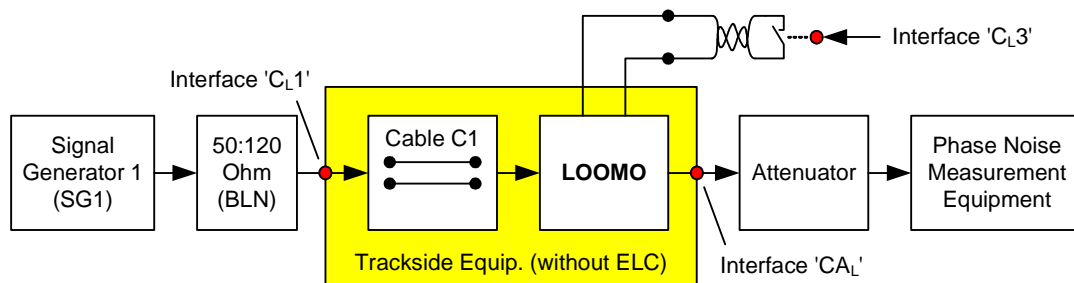 Interface 'CL3'
Interface 'CL1'
Signal
Generator 1
(SG1)
50:120
Ohm
(BLN)
Cable C1
LOOMO
Attenuator
Phase Noise
Measurement
Equipment
Trackside Equip. (without ELC)
Interface 'CAL'